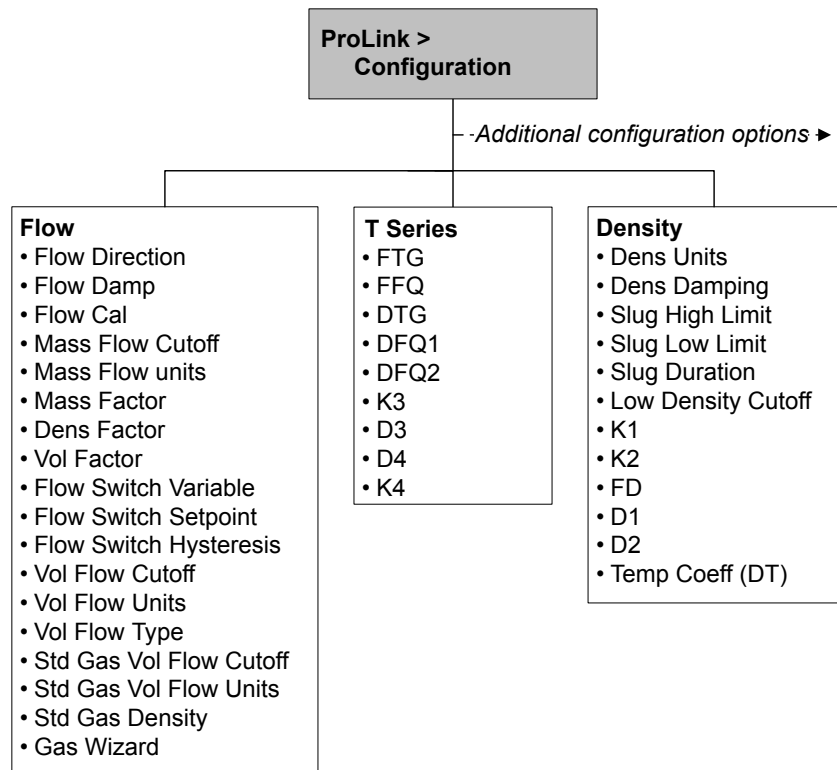 ProLink >
Configuration
Additional configuration options
Flow
• Flow Direction
• Flow Damp
• Flow Cal
• Mass Flow Cutoff
• Mass Flow units
• Mass Factor
• Dens Factor
• Vol Factor
• Flow Switch Variable
• Flow Switch Setpoint
• Flow Switch Hysteresis
• Vol Flow Cutoff
• Vol Flow Units
• Vol Flow Type
• Std Gas Vol Flow Cutoff
• Std Gas Vol Flow Units
• Std Gas Density
• Gas Wizard
T Series
• FTG
• FFQ
• DTG
• DFQ1
• DFQ2
• K3
• D3
• D4
• K4
Density
• Dens Units
• Dens Damping
• Slug High Limit
• Slug Low Limit
• Slug Duration
• Low Density Cutoff
• K1
• K2
• FD
• D1
• D2
• Temp Coeff (DT)